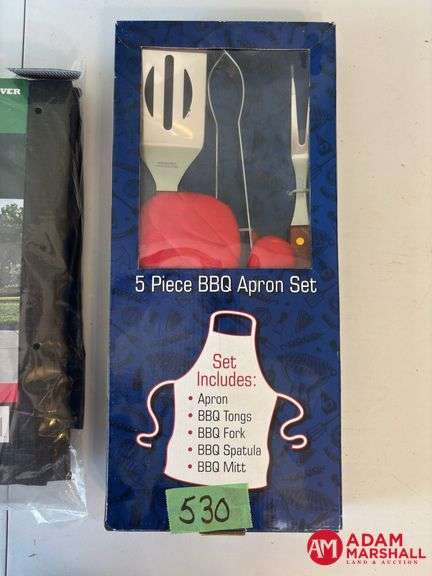 VER
5 Piece BBQ Apron Set
Set
Includes:
• Apron
• BBQ Tongs
• BBQ Fork
• BBQ Spatula
• BBQ Mitt
530
AM ADAM
MARSHALL
LAND & AUCTION